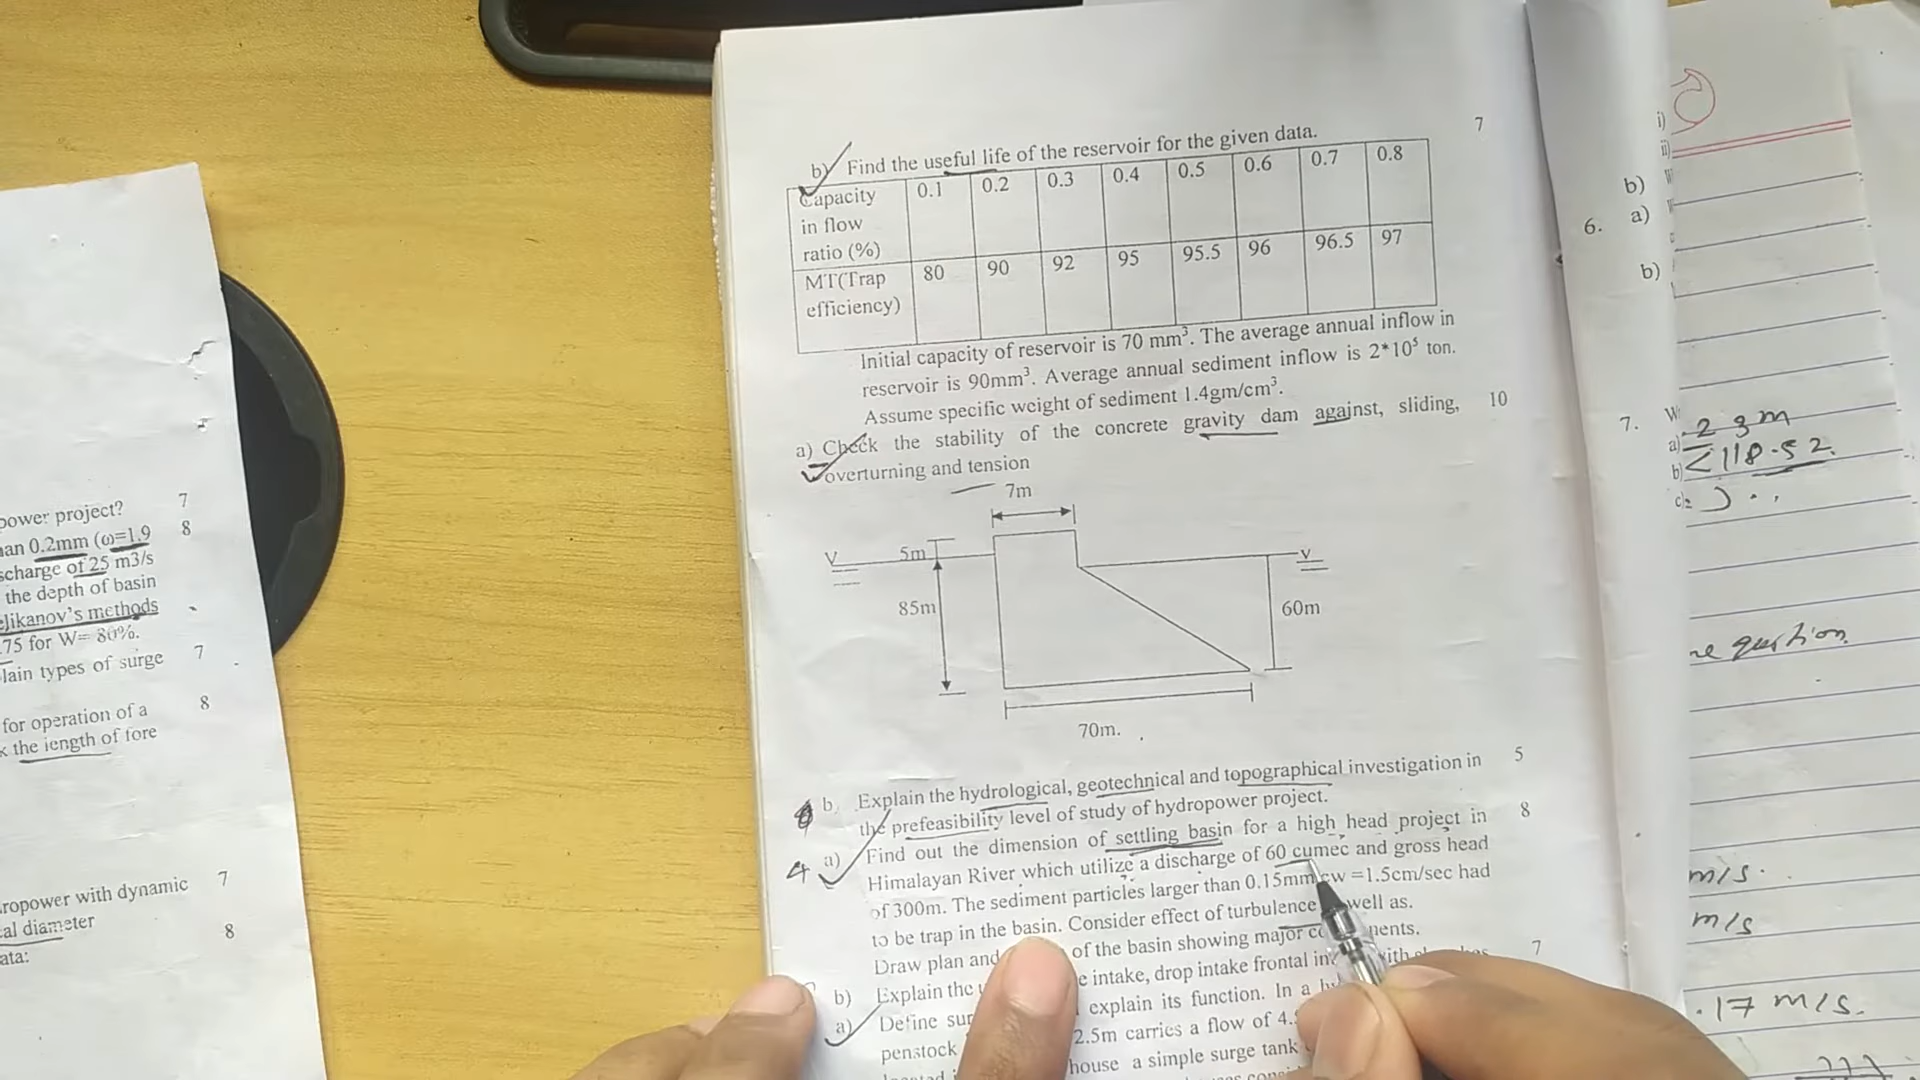 b) Find the useful life of the reservoir for the given data. 7
Capacity in flow ratio (%) 0.1 0.2 0.3 0.4 0.5 0.6 0.7 0.8
MT(Trap efficiency) 80 90 92 95 95.5 96 96.5 97
Initial capacity of reservoir is 70 mm³. The average annual inflow in
reservoir is 90mm³. Average annual sediment inflow is 2*10⁵ ton.
Assume specific weight of sediment 1.4gm/cm³.
a) Check the stability of the concrete gravity dam against, sliding, 10
overturning and tension
7m
5m
85m
60m
70m.
b. Explain the hydrological, geotechnical and topographical investigation in 5
the prefeasibility level of study of hydropower project.
4 a) Find out the dimension of settling basin for a high head project in 8
Himalayan River which utilize a discharge of 60 cumec and gross head
of 300m. The sediment particles larger than 0.15mm w =1.5cm/sec had
to be trap in the basin. Consider effect of turbulence well as.
Draw plan and of the basin showing major
b) Explain the intake, drop intake frontal 7
a) Define explain its function. In a
penstock 2.5m carries a flow of
house a simple surge tank
power project? 7
0.2mm (ω=1.9 8
of 25 m3/s
the depth of basin
methods
75 for W= 80%.
types of surge 7
for operation of a 8
the length of fore
with dynamic 7
diameter
8
i)
ii)
b)
6. a)
b)
7.
a) 2 3m
b) 118.52.
c)
question.
m/s.
m/s
.17 m/s.